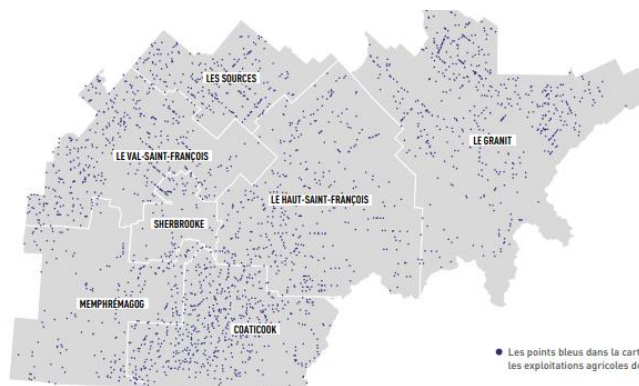 LES SOURCES
LE GRANIT
LE VAL-SAINT-FRANÇOIS
LE HAUT-SAINT-FRANÇOIS
SHERBROOKE
MEMPHRÉMAGOG
COATICOOK
Les points bleus dans la cart
les exploitations agricoles d